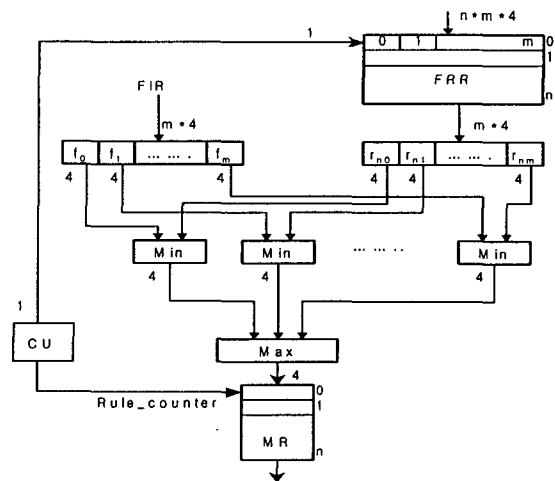 n*m*4
1
0 1 m 0
1
FRR
n
FIR
m*4
m*4
f0 f1 ... ... . fm
rn0 rn1 ... ... . rnm
4 4 4 4 4 4
Min Min ... ... .. Min
4 4 4
1
CU
Max
4
Rule_counter
0
1
MR
n